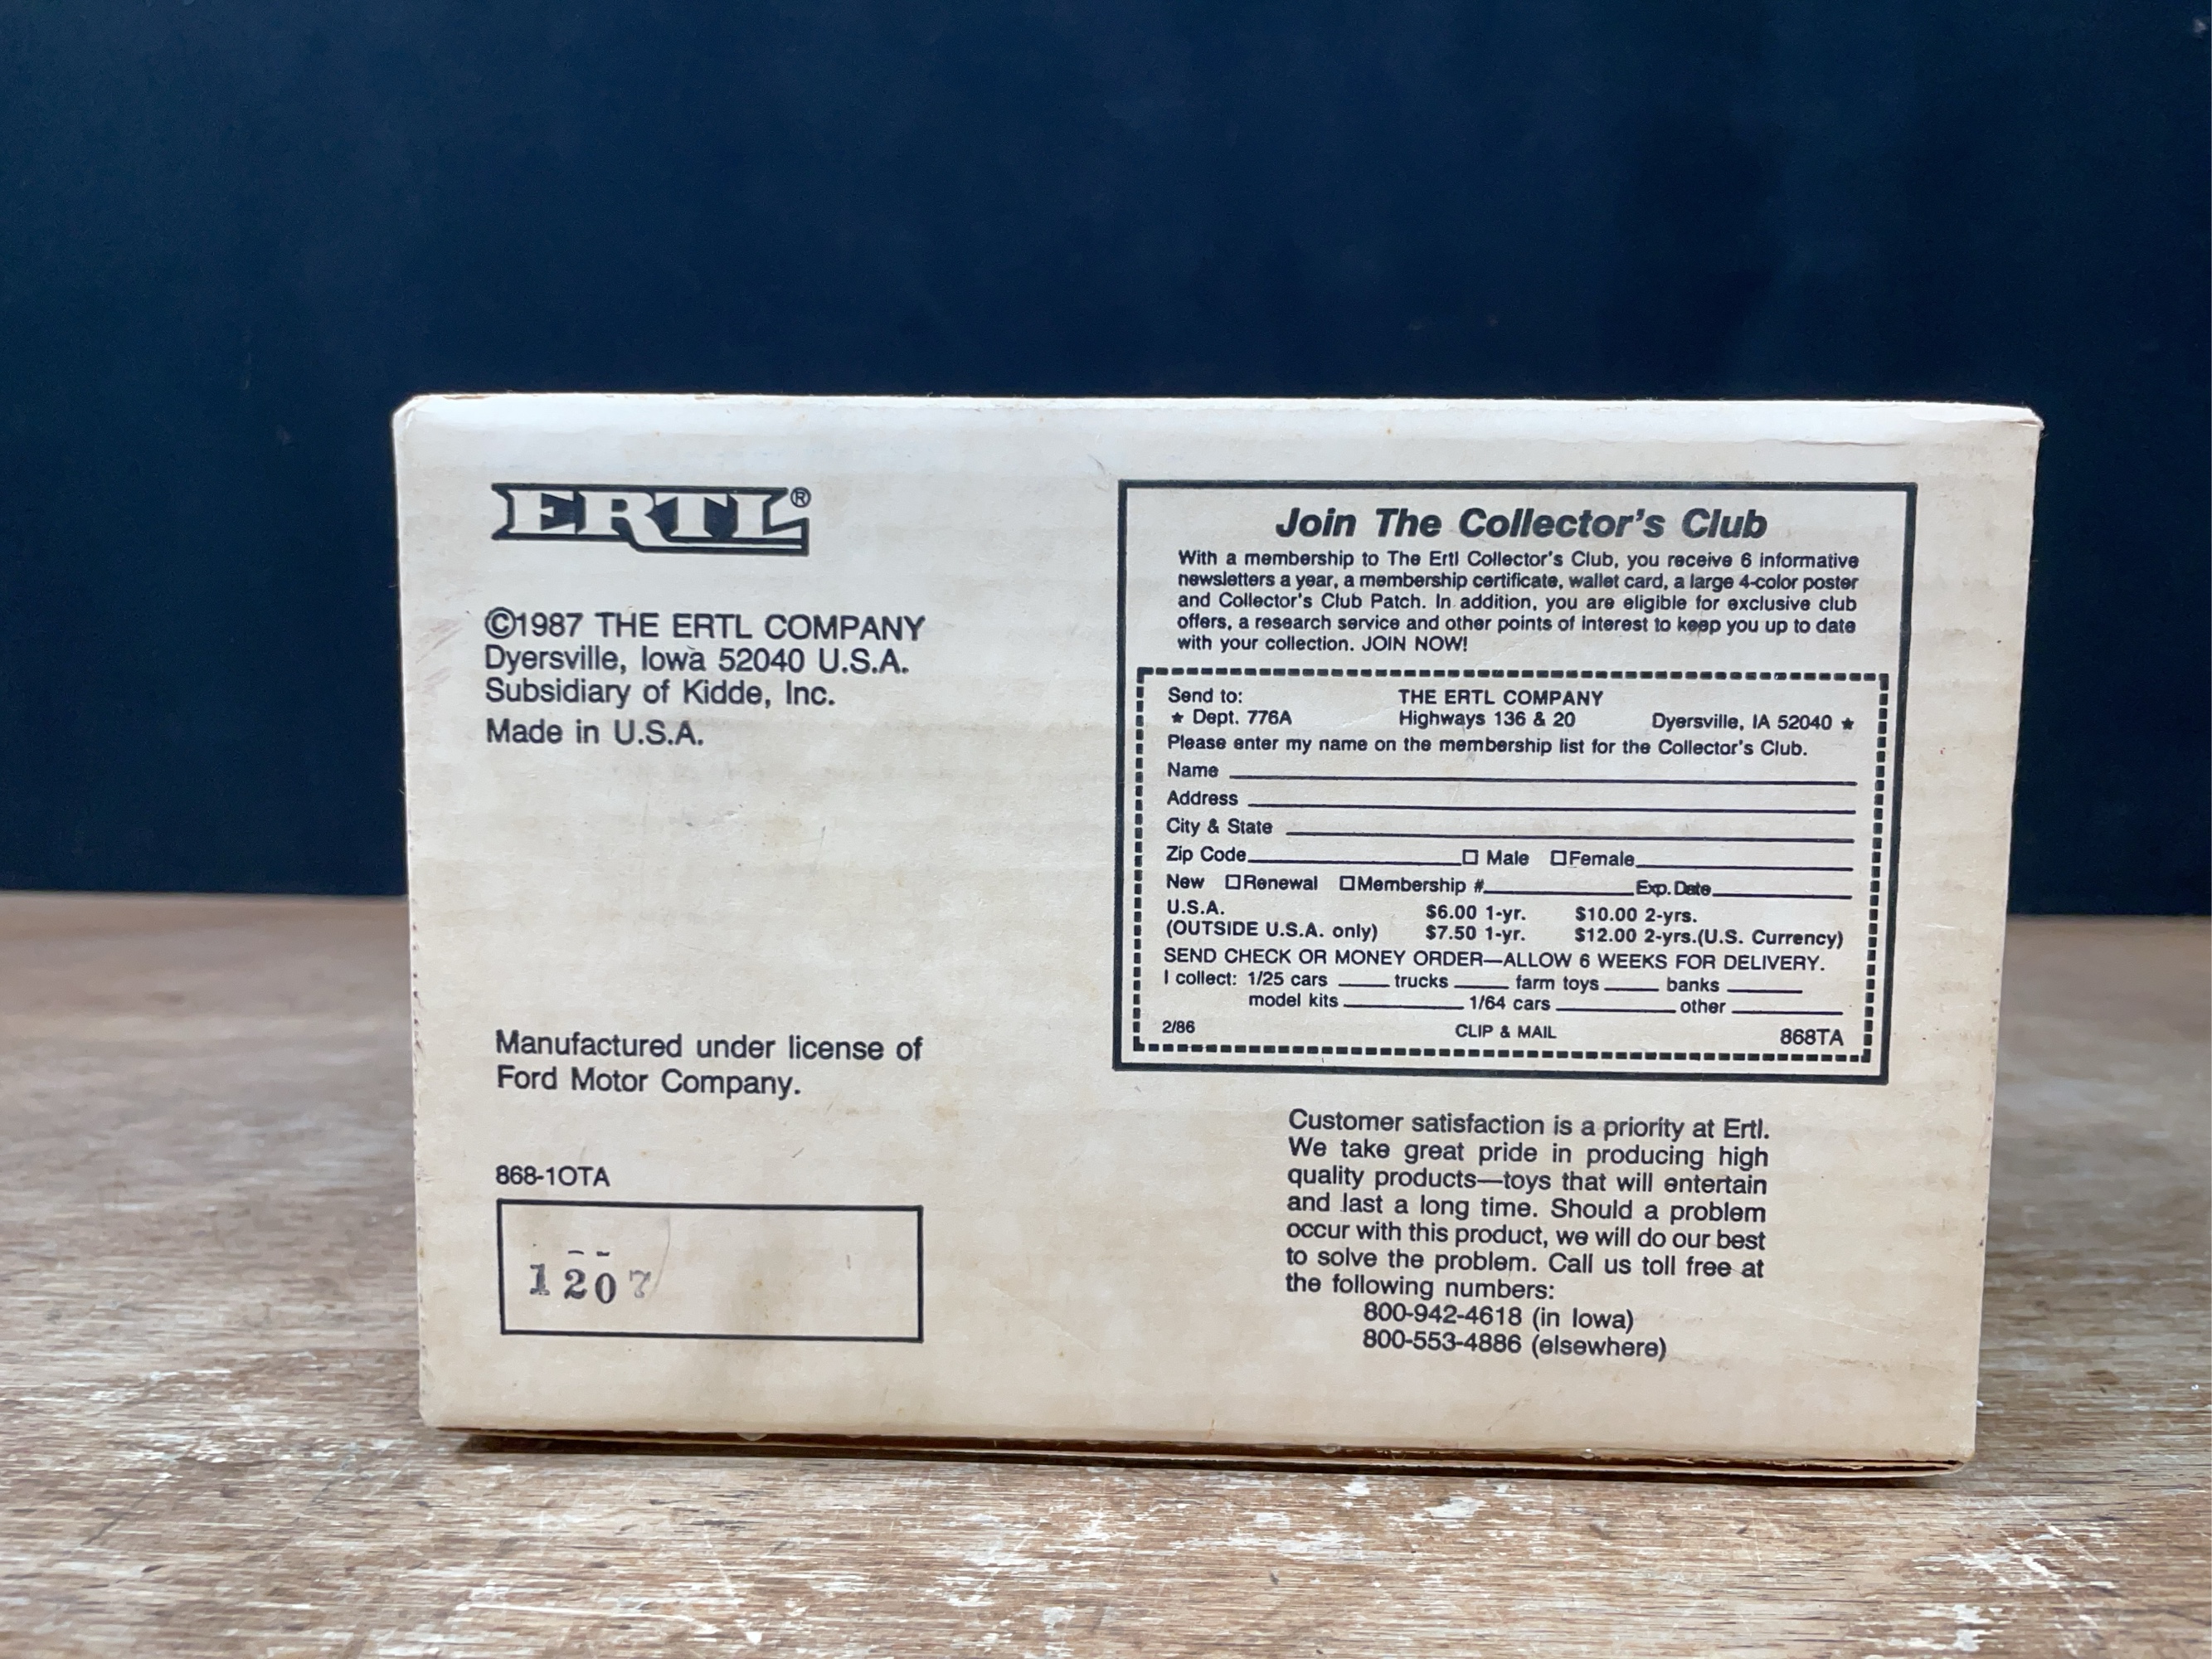 ERTL®
©1987 THE ERTL COMPANY
Dyersville, Iowa 52040 U.S.A.
Subsidiary of Kidde, Inc.
Made in U.S.A.
Manufactured under license of
Ford Motor Company.
868-1OTA
1207
Join The Collector's Club
With a membership to The Ertl Collector's Club, you receive 6 informative
newsletters a year, a membership certificate, wallet card, a large 4-color poster
and Collector's Club Patch. In addition, you are eligible for exclusive club
offers, a research service and other points of interest to keep you up to date
with your collection. JOIN NOW!
Send to: THE ERTL COMPANY
★ Dept. 776A Highways 136 & 20 Dyersville, IA 52040 ★
Please enter my name on the membership list for the Collector's Club.
Name
Address
City & State
Zip Code ☐ Male ☐ Female
New ☐ Renewal ☐ Membership # Exp. Date
U.S.A. $6.00 1-yr. $10.00 2-yrs.
(OUTSIDE U.S.A. only) $7.50 1-yr. $12.00 2-yrs.(U.S. Currency)
SEND CHECK OR MONEY ORDER—ALLOW 6 WEEKS FOR DELIVERY.
I collect: 1/25 cars trucks farm toys banks
model kits 1/64 cars other
2/86 CLIP & MAIL 868TA
Customer satisfaction is a priority at Ertl.
We take great pride in producing high
quality products—toys that will entertain
and last a long time. Should a problem
occur with this product, we will do our best
to solve the problem. Call us toll free at
the following numbers:
800-942-4618 (in Iowa)
800-553-4886 (elsewhere)